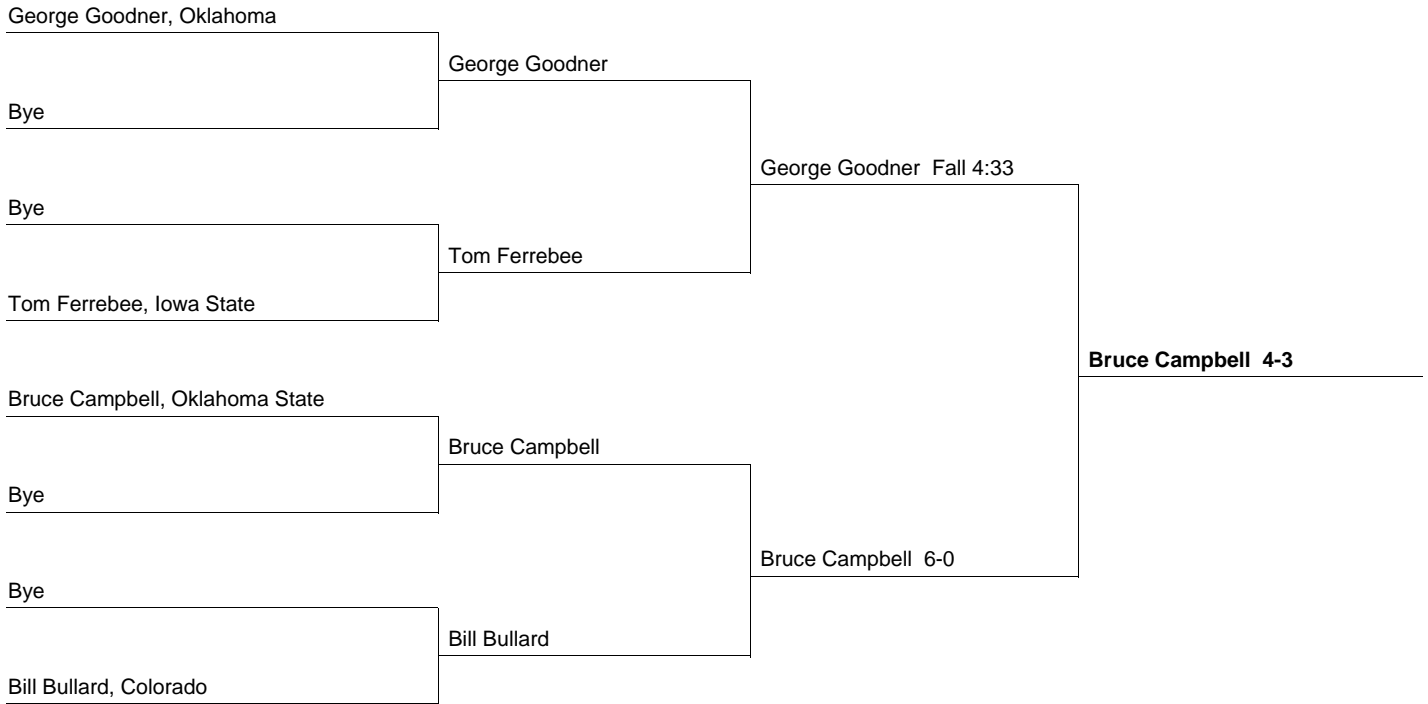 George Goodner, Oklahoma
George Goodner
Bye
George Goodner  Fall 4:33
Bye
Tom Ferrebee
Tom Ferrebee, Iowa State
Bruce Campbell  4-3
Bruce Campbell, Oklahoma State
Bruce Campbell
Bye
Bruce Campbell  6-0
Bye
Bill Bullard
Bill Bullard, Colorado